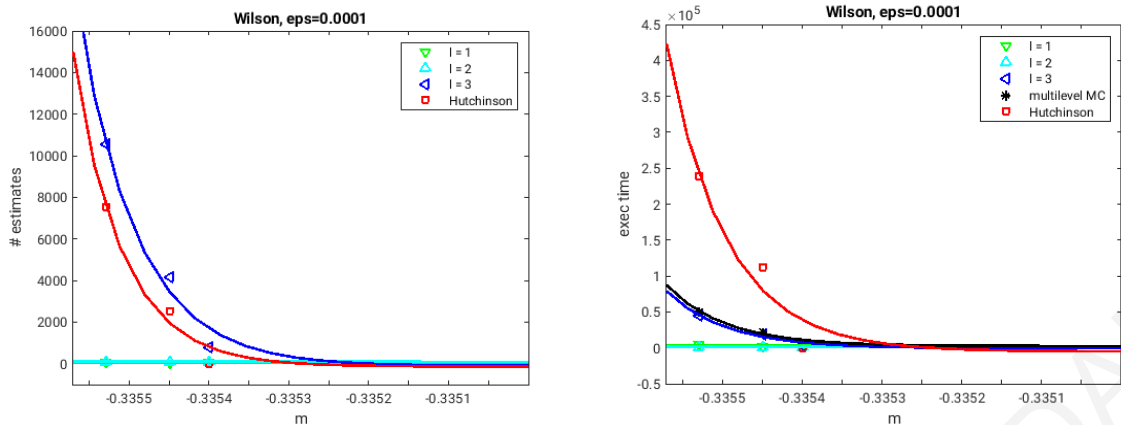 Wilson, eps=0.0001
16000
14000
12000
10000
8000
6000
4000
2000
0
# estimates
l = 1
l = 2
l = 3
Hutchinson
-0.3355
-0.3354
-0.3353
-0.3352
-0.3351
m
Wilson, eps=0.0001
×10⁵
4.5
4
3.5
3
2.5
2
1.5
1
0.5
0
-0.5
exec time
l = 1
l = 2
l = 3
multilevel MC
Hutchinson
-0.3355
-0.3354
-0.3353
-0.3352
-0.3351
m